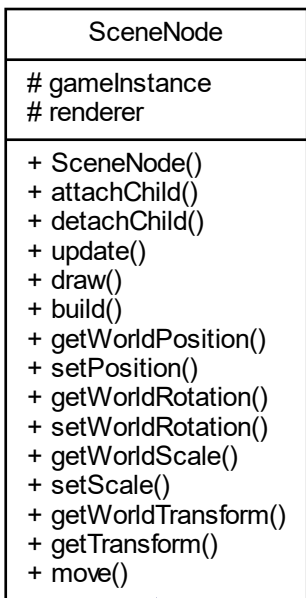 SceneNode
# gameInstance
# renderer
+ SceneNode()
+ attachChild()
+ detachChild()
+ update()
+ draw()
+ build()
+ getWorldPosition()
+ setPosition()
+ getWorldRotation()
+ setWorldRotation()
+ getWorldScale()
+ setScale()
+ getWorldTransform()
+ getTransform()
+ move()